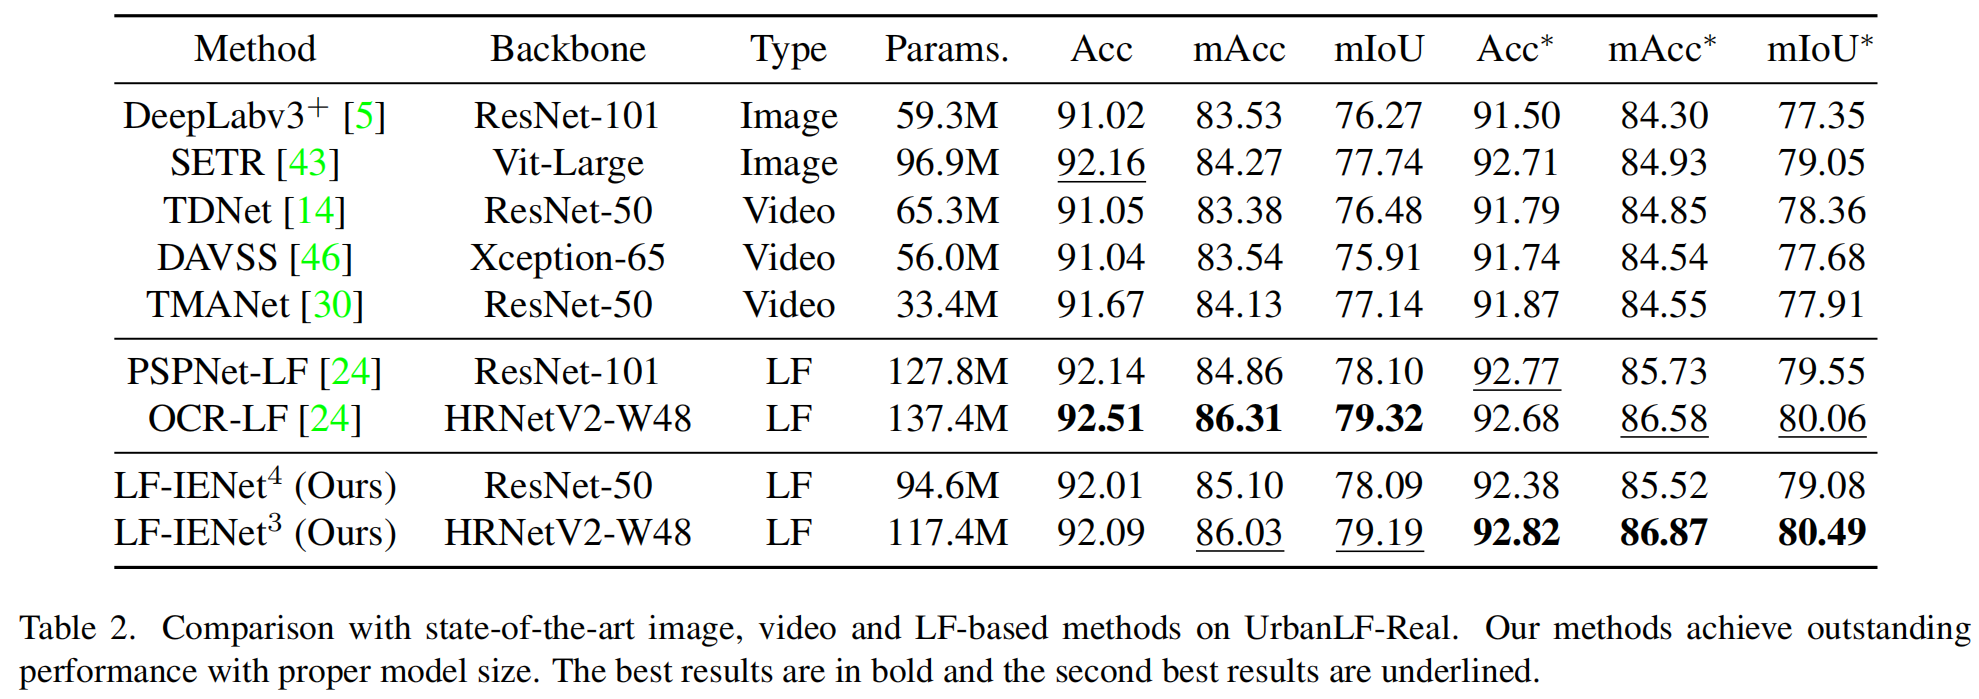 Method Backbone Type Params. Acc mAcc mIoU Acc* mAcc* mIoU*
DeepLabv3+ [5] ResNet-101 Image 59.3M 91.02 83.53 76.27 91.50 84.30 77.35
SETR [43] Vit-Large Image 96.9M 92.16 84.27 77.74 92.71 84.93 79.05
TDNet [14] ResNet-50 Video 65.3M 91.05 83.38 76.48 91.79 84.85 78.36
DAVSS [46] Xception-65 Video 56.0M 91.04 83.54 75.91 91.74 84.54 77.68
TMANet [30] ResNet-50 Video 33.4M 91.67 84.13 77.14 91.87 84.55 77.91
PSPNet-LF [24] ResNet-101 LF 127.8M 92.14 84.86 78.10 92.77 85.73 79.55
OCR-LF [24] HRNetV2-W48 LF 137.4M 92.51 86.31 79.32 92.68 86.58 80.06
LF-IENet⁴ (Ours) ResNet-50 LF 94.6M 92.01 85.10 78.09 92.38 85.52 79.08
LF-IENet³ (Ours) HRNetV2-W48 LF 117.4M 92.09 86.03 79.19 92.82 86.87 80.49
Table 2. Comparison with state-of-the-art image, video and LF-based methods on UrbanLF-Real. Our methods achieve outstanding
performance with proper model size. The best results are in bold and the second best results are underlined.